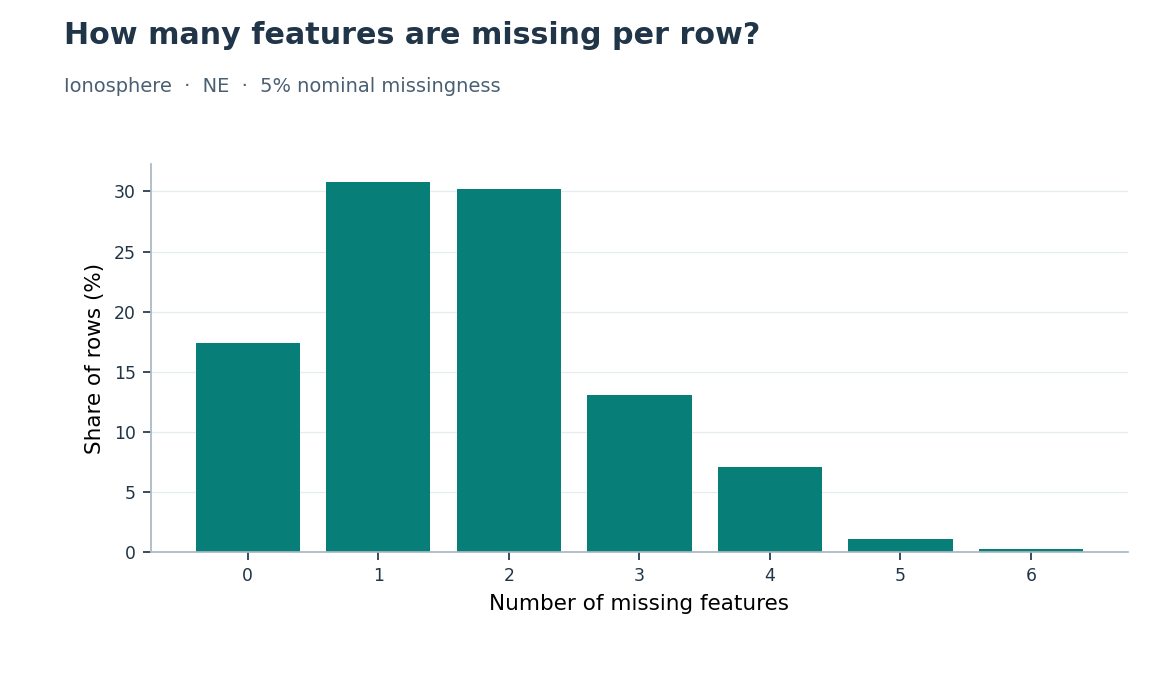 How many features are missing per row?
Ionosphere · NE · 5% nominal missingness
Share of rows (%)
30
25
20
15
10
5
0
0 1 2 3 4 5 6
Number of missing features